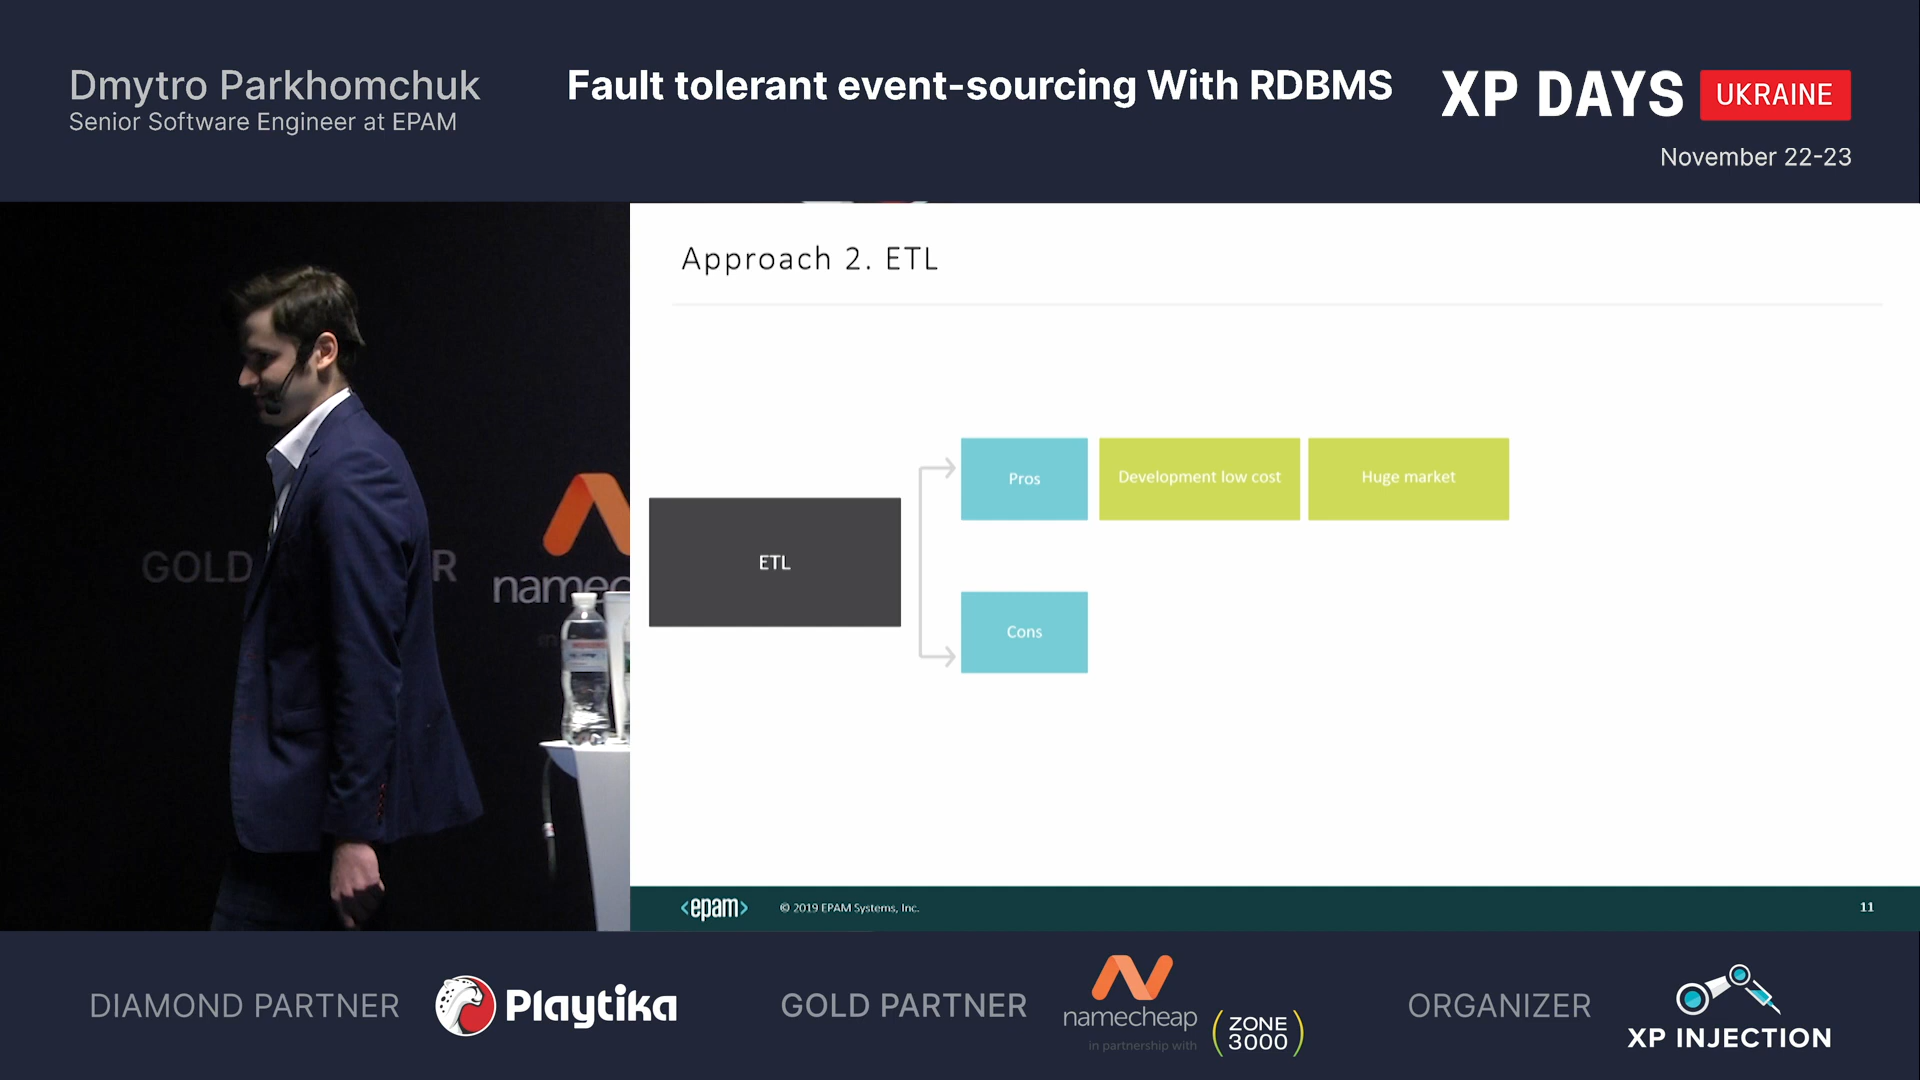 Dmytro Parkhomchuk
Senior Software Engineer at EPAM
Fault tolerant event-sourcing With RDBMS
XP DAYS UKRAINE
November 22-23
Approach 2. ETL
ETL
Pros
Development low cost
Huge market
Cons
GOLD
R
namec
in
<epam>
© 2019 EPAM Systems, Inc.
11
DIAMOND PARTNER
Playtika
GOLD PARTNER
namecheap
in partnership with
ZONE
3000
ORGANIZER
XP INJECTION